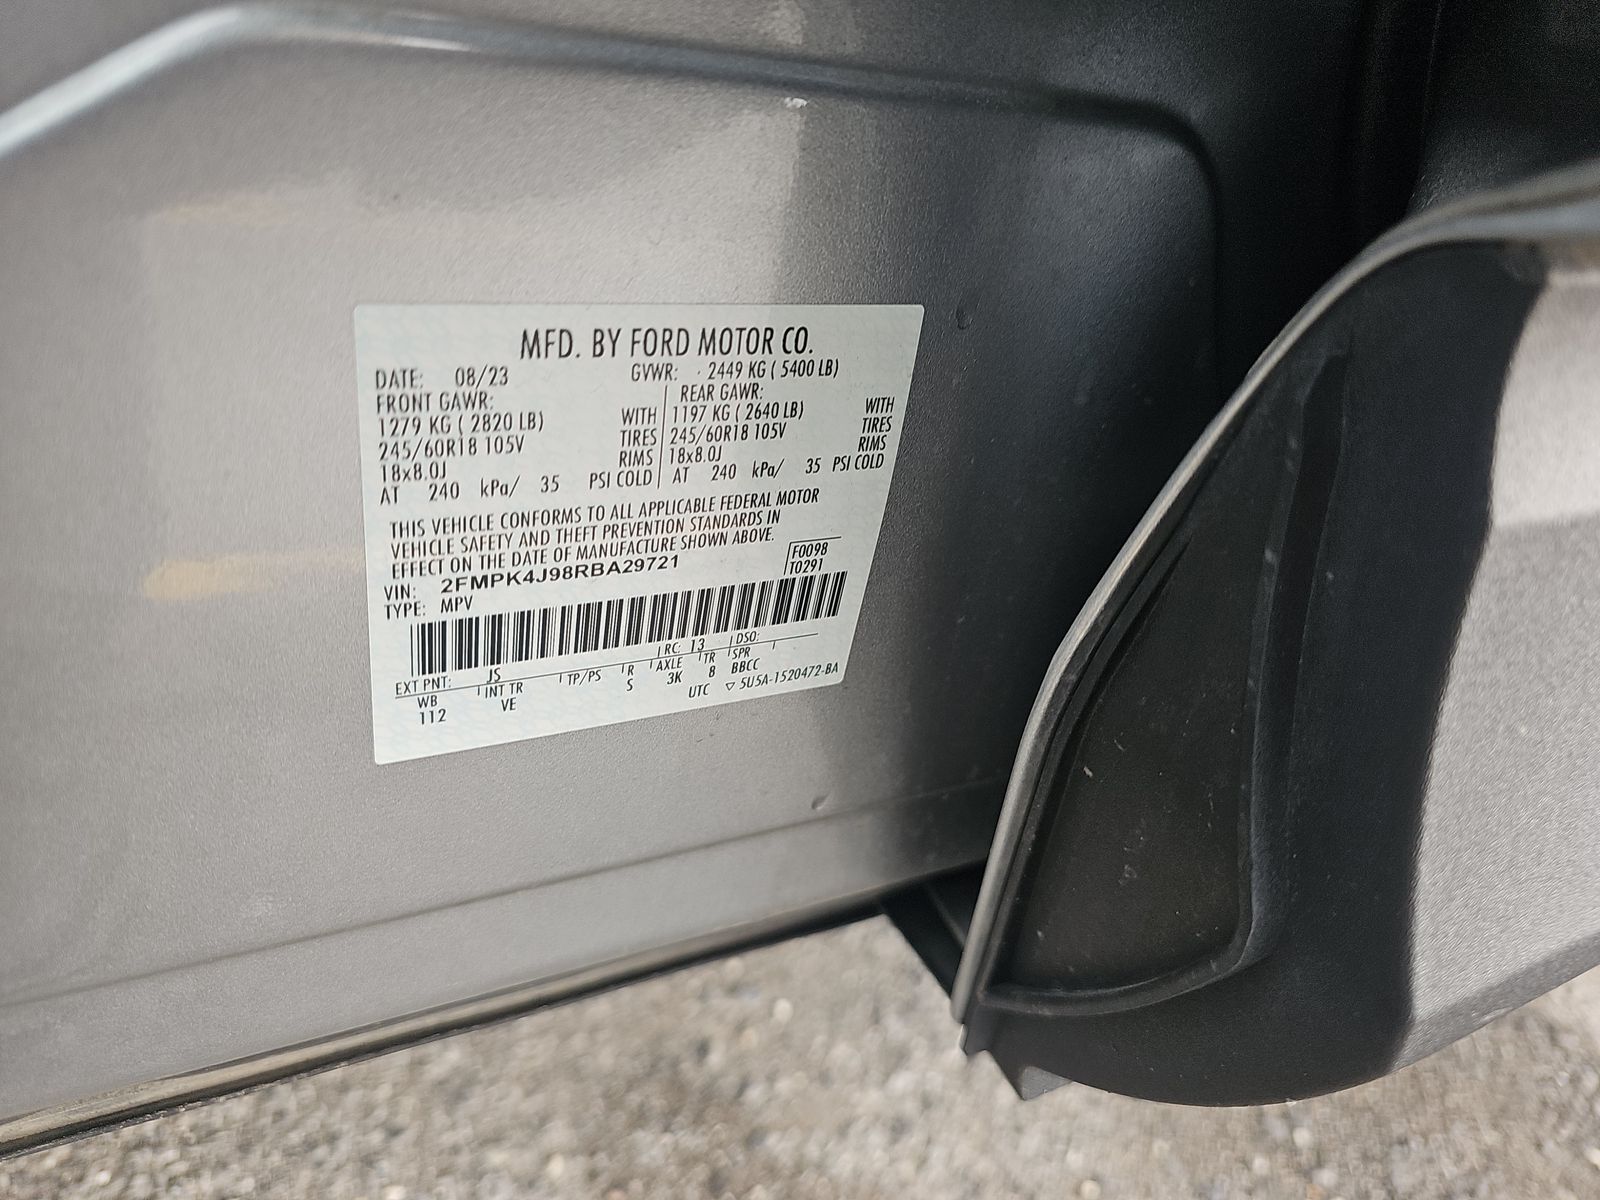 MFD. BY FORD MOTOR CO.
DATE: 08/23 GVWR: 2449 KG ( 5400 LB)
FRONT GAWR: REAR GAWR:
1279 KG ( 2820 LB) WITH 1197 KG ( 2640 LB) WITH
245/60R18 105V TIRES 245/60R18 105V TIRES
18x8.0J RIMS 18x8.0J RIMS
AT 240 kPa/ 35 PSI COLD AT 240 kPa/ 35 PSI COLD
THIS VEHICLE CONFORMS TO ALL APPLICABLE FEDERAL MOTOR
VEHICLE SAFETY AND THEFT PREVENTION STANDARDS IN
EFFECT ON THE DATE OF MANUFACTURE SHOWN ABOVE.
VIN: 2FMPK4J98RBA29721 F0098
TYPE: MPV T0291
EXT PNT: JS RC: 13 DSO:
WB INT TR TP/PS R AXLE TR SPR
112 VE S 3K 8 BBCC
UTC ▽ 5U5A-1520472-BA